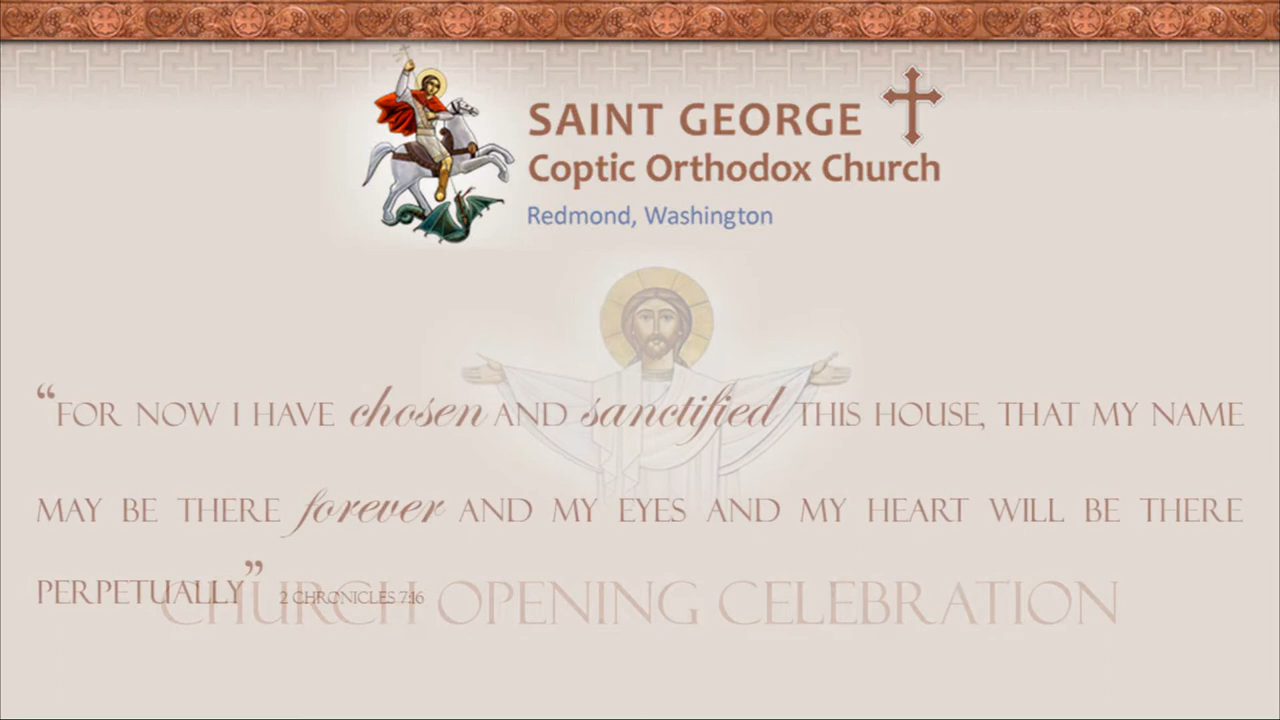 SAINT GEORGE
Coptic Orthodox Church
Redmond, Washington
“FOR NOW I HAVE chosen AND sanctified THIS HOUSE, THAT MY NAME
MAY BE THERE forever AND MY EYES AND MY HEART WILL BE THERE
PERPETUALLY” 2 CHRONICLES 7:16
CHURCH OPENING CELEBRATION